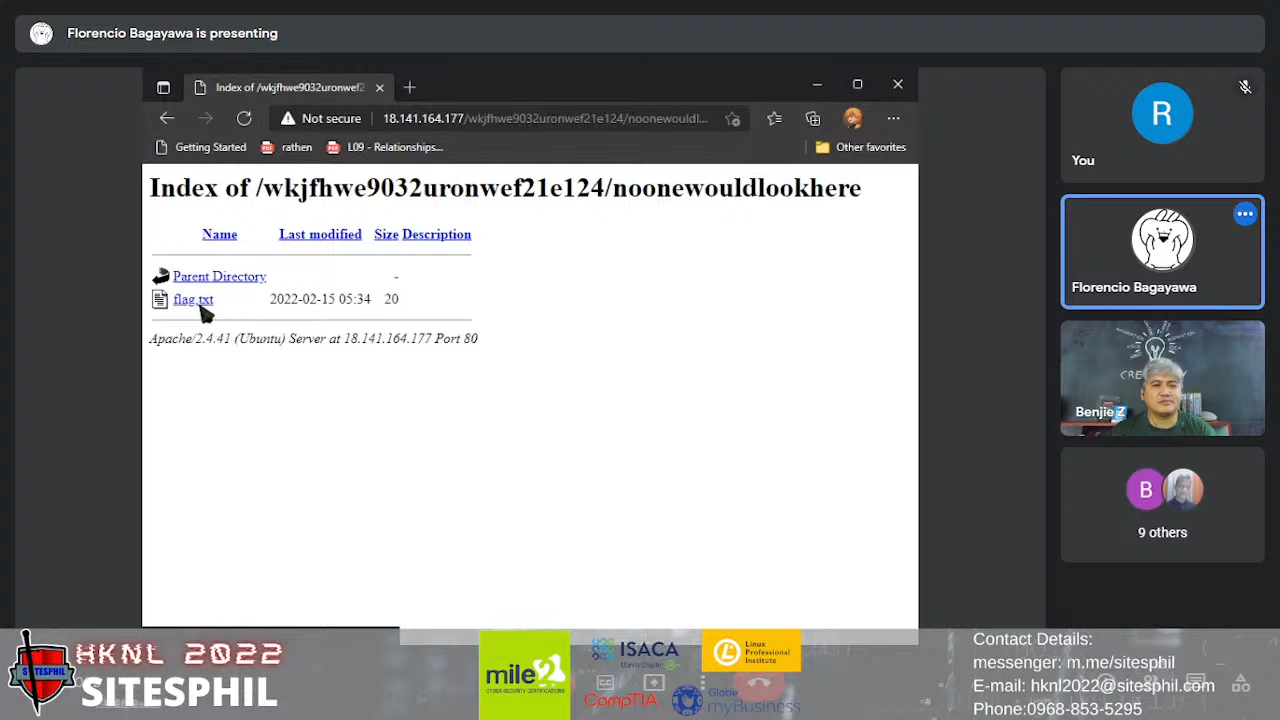 Florencio Bagayawa is presenting
Index of /wkjfhwe9032uronwef2
Not secure
18.141.164.177/wkjfhwe9032uronwef21e124/noonewouldl...
Getting Started
rathen
L09 - Relationships...
Other favorites
Index of /wkjfhwe9032uronwef21e124/noonewouldlookhere
Name Last modified Size Description
Parent Directory -
flag.txt 2022-02-15 05:34 20
Apache/2.4.41 (Ubuntu) Server at 18.141.164.177 Port 80
R
You
Florencio Bagayawa
Benjie Z
B
9 others
SITESPHIL
HKNL 2022
SITESPHIL
mile2
CYBER SECURITY CERTIFICATIONS
ISACA
Manila Chapter
CompTIA
Linux
Professional
Institute
Globe
myBusiness
Contact Details:
messenger: m.me/sitesphil
E-mail: hknl2022@sitesphil.com
Phone:0968-853-5295